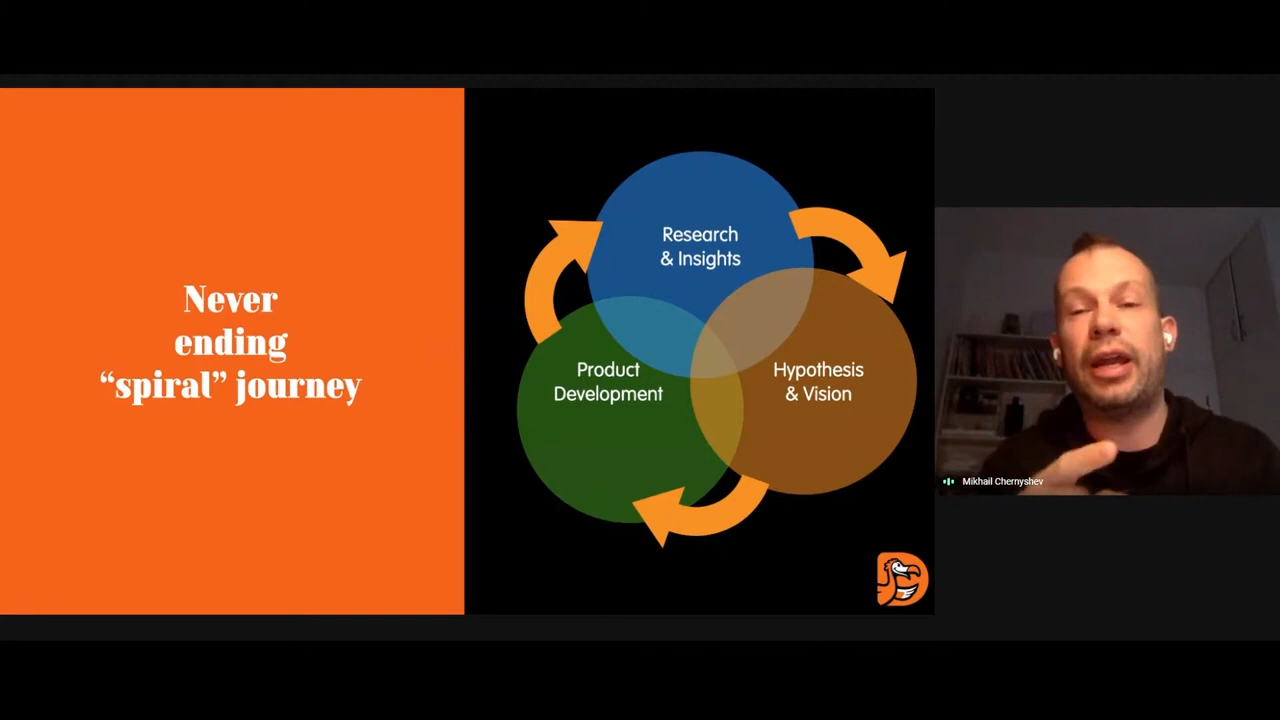 Never
ending
“spiral” journey
Research
& Insights
Product
Development
Hypothesis
& Vision
Mikhail Chernyshev